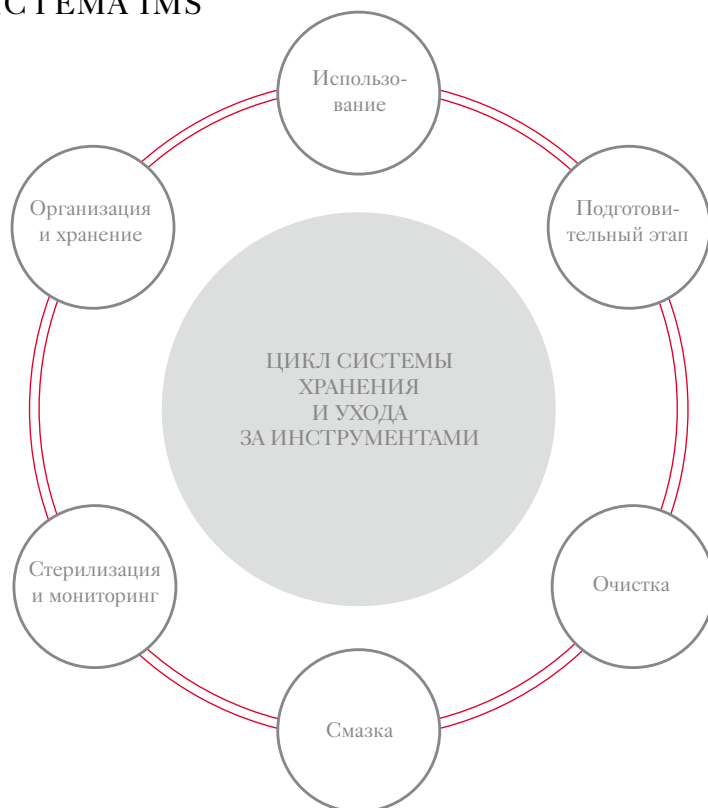 СТЕМА IMS
Использо-
вание
Подготови-
тельный этап
Очистка
Смазка
Стерилизация
и мониторинг
Организация
и хранение
ЦИКЛ СИСТЕМЫ
ХРАНЕНИЯ
И УХОДА
ЗА ИНСТРУМЕНТАМИ